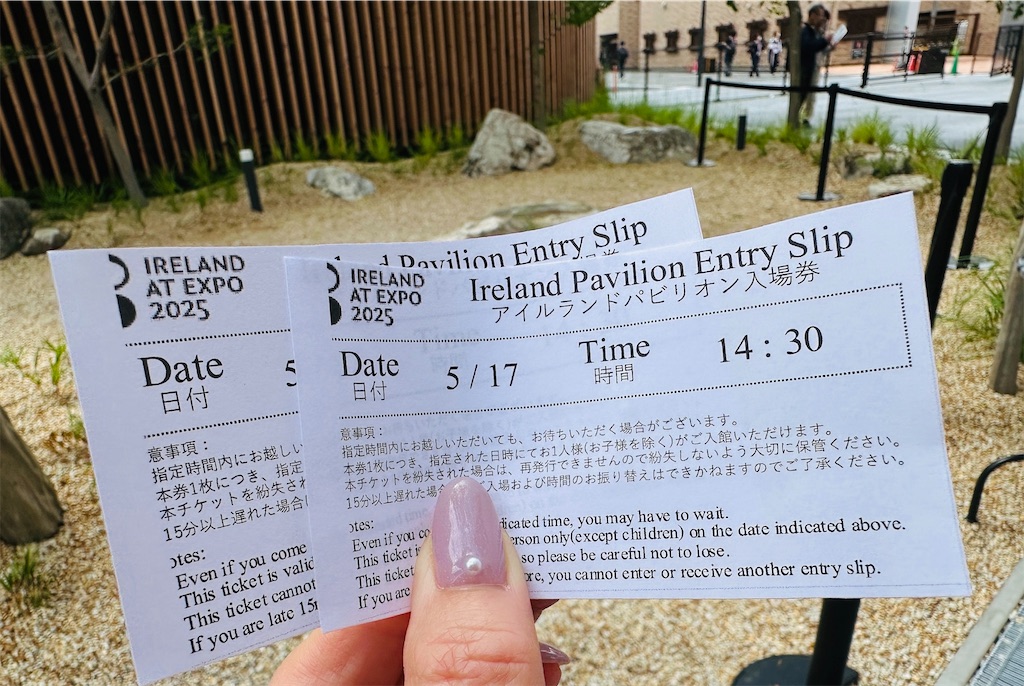 IRELAND
AT EXPO
2025
Pavilion Entry Slip
Date
日付
5
意事項:
指定時間内にお越しい
本券1枚につき、指定
本チケットを紛失され
15分以上遅れた場合
otes:
Even if you come
This ticket is valid
This ticket cannot
If you are late 15
IRELAND
AT EXPO
2025
Ireland Pavilion Entry Slip
アイルランドパビリオン入場券
Date
日付
5 / 17
Time
時間
14 : 30
意事項:
指定時間内にお越しいただいても、お待ちいただく場合がございます。
本券1枚につき、指定された日時にてお1人様(お子様を除く)がご入館いただけます。
本チケットを紛失された場合は、再発行できませんので紛失しないよう大切に保管ください。
15分以上遅れた場合 入場および時間のお振り替えはできかねますのでご了承ください。
otes:
Even if you co dicated time, you may have to wait.
This ticket is erson only(except children) on the date indicated above.
This ticket so please be careful not to lose.
If you are re, you cannot enter or receive another entry slip.